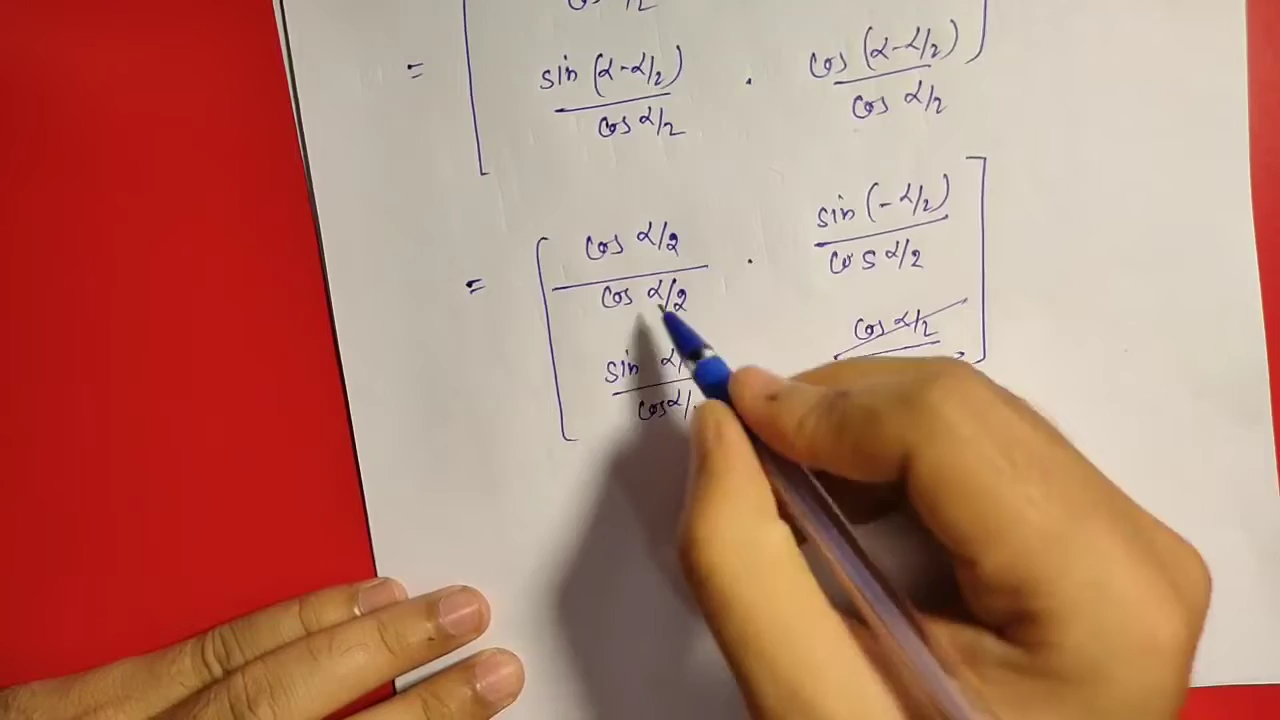 = sin (α-α/2) . cos (α-α/2)
cos α/2 cos α/2
= cos α/2 . sin (-α/2)
cos α/2 cos α/2
sin cos α/2